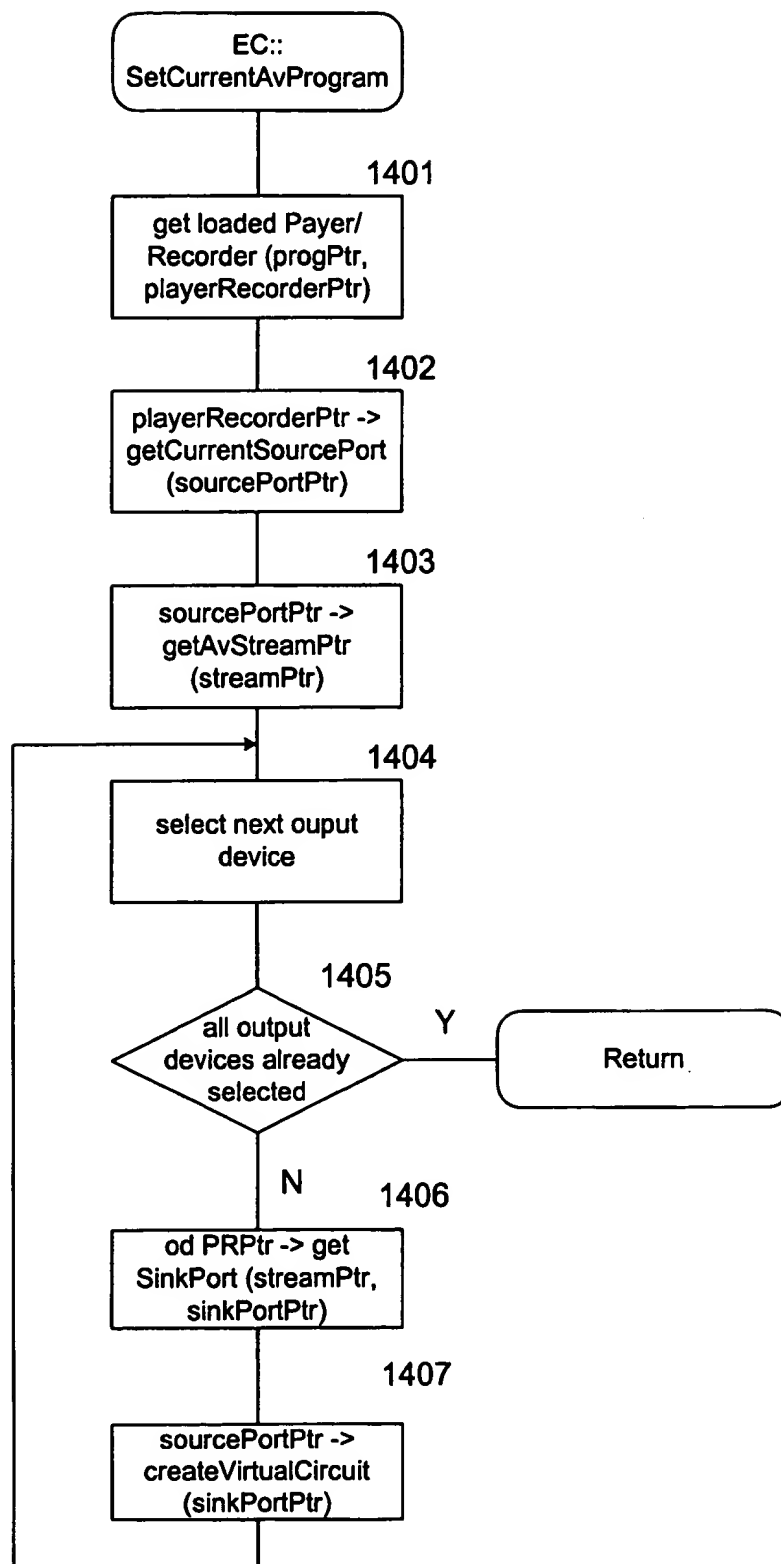 EC::
SetCurrentAvProgram
1401
get loaded Payer/
Recorder (progPtr,
playerRecorderPtr)
1402
playerRecorderPtr ->
getCurrentSourcePort
(sourcePortPtr)
1403
sourcePortPtr ->
getAvStreamPtr
(streamPtr)
1404
select next ouput
device
1405
all output
devices already
selected
Y
Return
N
1406
od PRPtr -> get
SinkPort (streamPtr,
sinkPortPtr)
1407
sourcePortPtr ->
createVirtualCircuit
(sinkPortPtr)